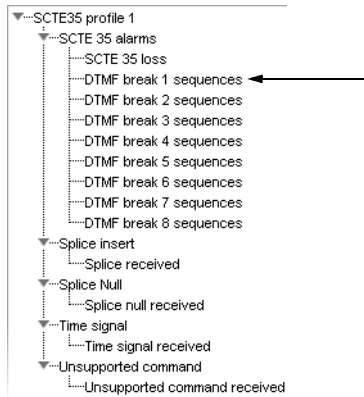 SCTE35 profile 1
SCTE 35 alarms
SCTE 35 loss
DTMF break 1 sequences
DTMF break 2 sequences
DTMF break 3 sequences
DTMF break 4 sequences
DTMF break 5 sequences
DTMF break 6 sequences
DTMF break 7 sequences
DTMF break 8 sequences
Splice insert
Splice received
Splice Null
Splice null received
Time signal
Time signal received
Unsupported command
Unsupported command received